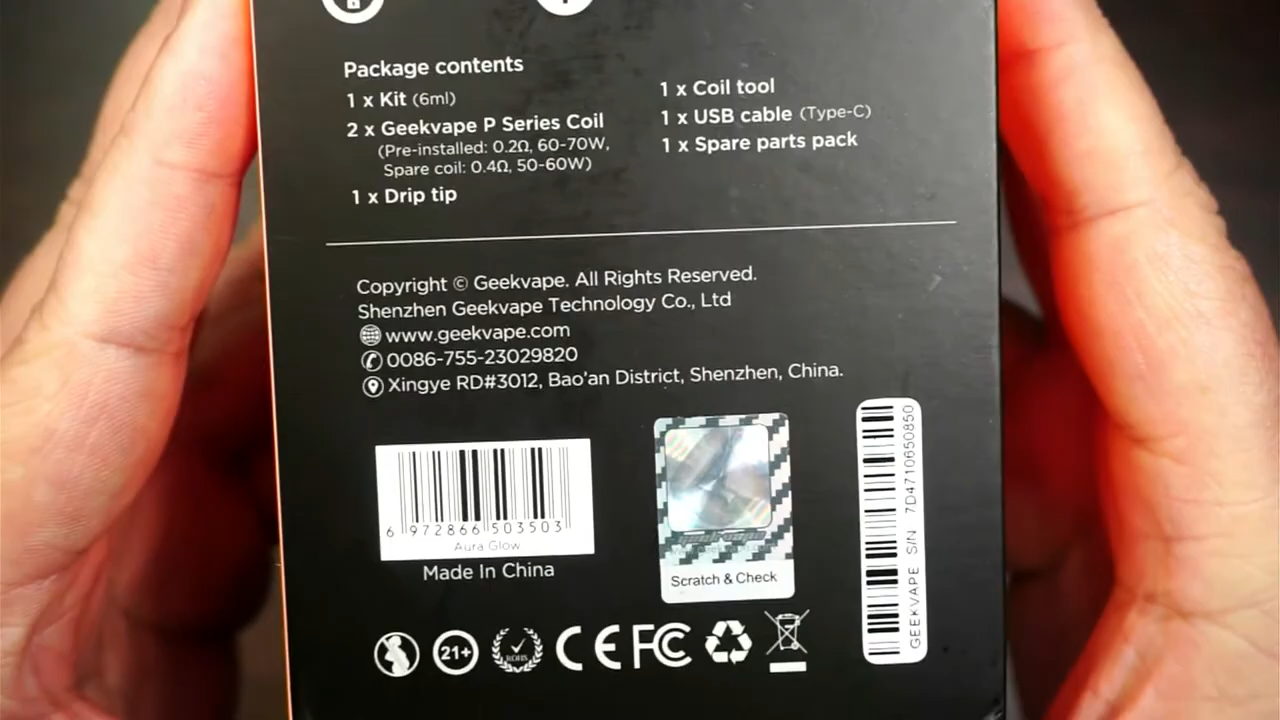 Package contents
1 x Kit (6ml)
2 x Geekvape P Series Coil
(Pre-installed: 0.2Ω, 60-70W,
Spare coil: 0.4Ω, 50-60W)
1 x Drip tip
1 x Coil tool
1 x USB cable (Type-C)
1 x Spare parts pack
Copyright © Geekvape. All Rights Reserved.
Shenzhen Geekvape Technology Co., Ltd
www.geekvape.com
0086-755-23029820
Xingye RD#3012, Bao'an District, Shenzhen, China.
6 972866 503503
Aura Glow
Made In China
Scratch & Check
GEEKVAPE S/N 7D4710650850
21+
ROHS
CE FC